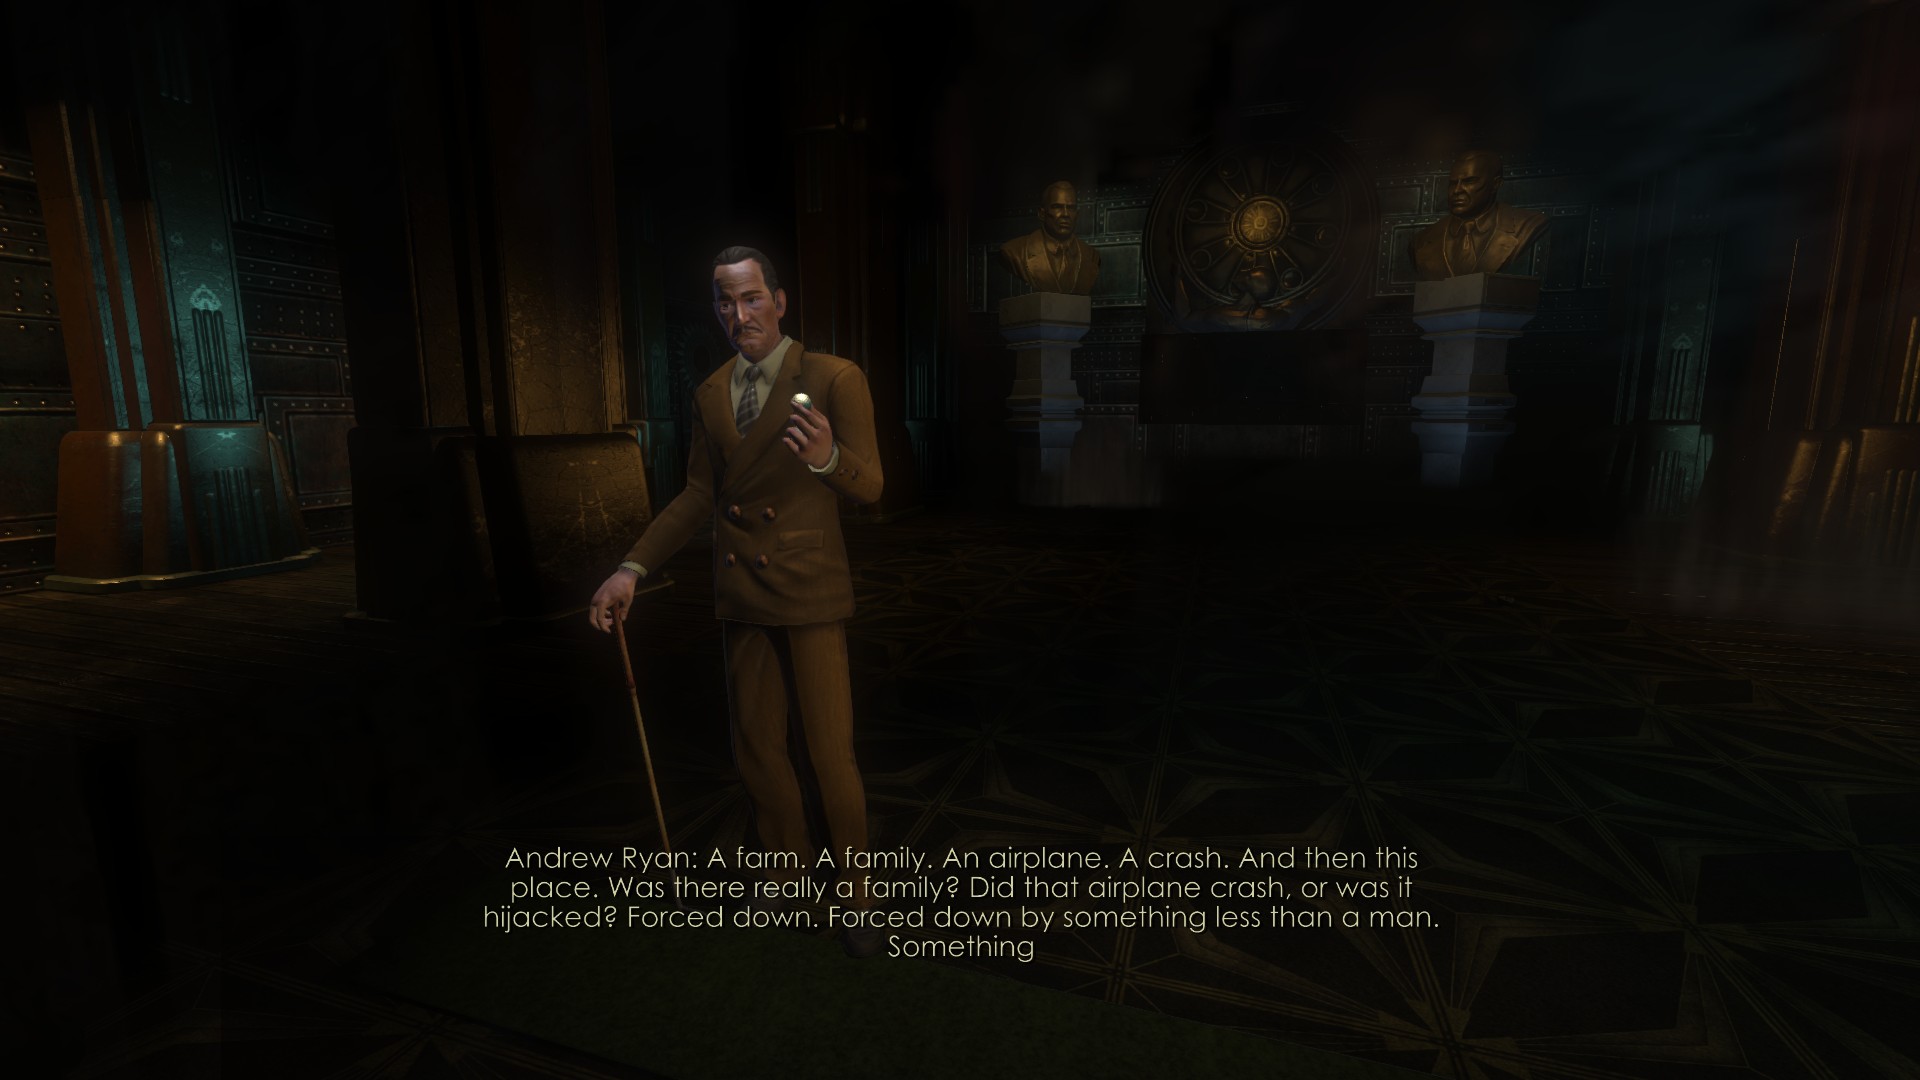 Andrew Ryan: A farm. A family. An airplane. A crash. And then this
place. Was there really a family? Did that airplane crash, or was it
hijacked? Forced down. Forced down by something less than a man.
Something